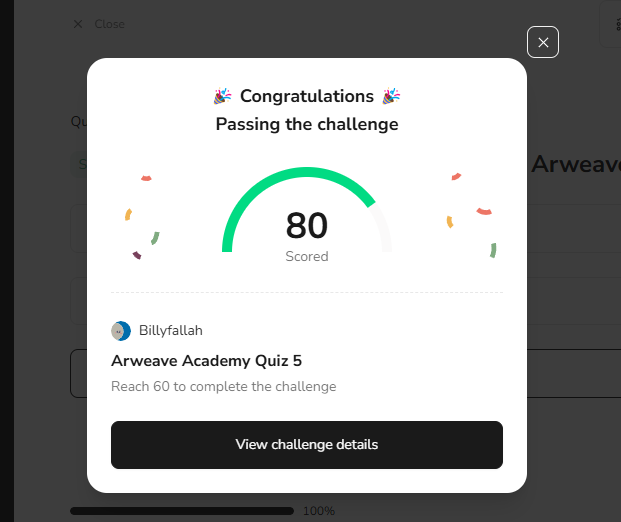 Close
Congratulations
Passing the challenge
Arweave
80
Scored
Billyfallah
Arweave Academy Quiz 5
Reach 60 to complete the challenge
View challenge details
100%